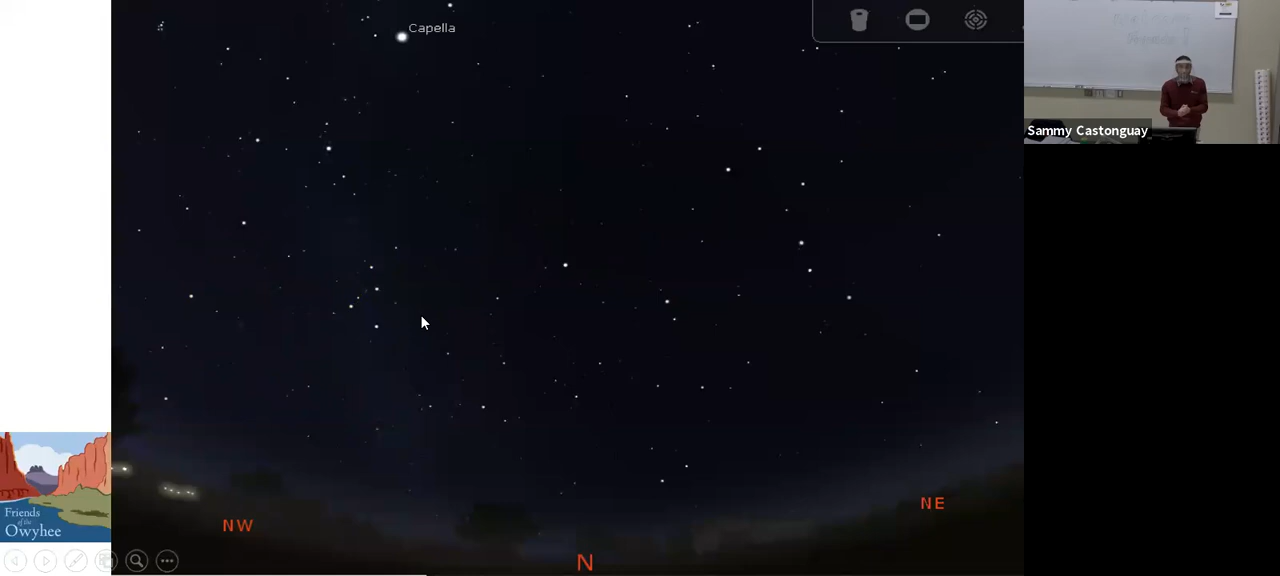 Capella
Sammy Castonguay
Friends
of the
Owyhee
NW
N
NE